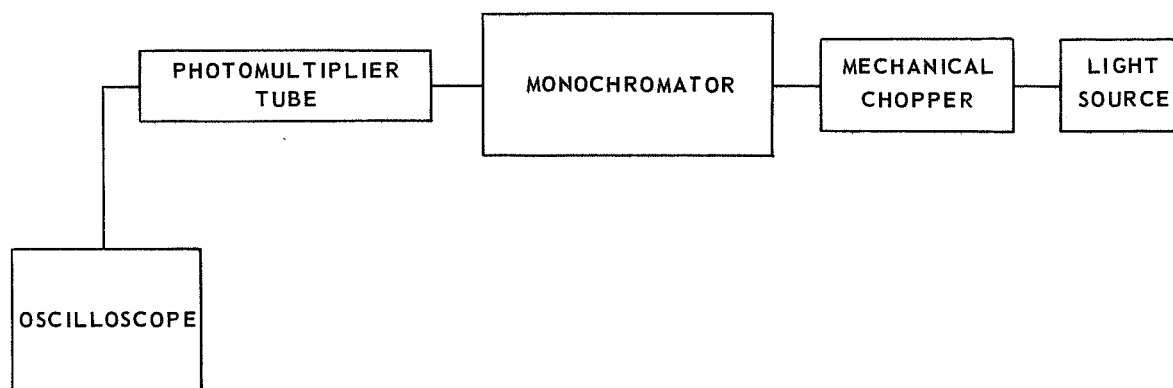 PHOTOMULTIPLIER
TUBE
MONOCHROMATOR
MECHANICAL
CHOPPER
LIGHT
SOURCE
OSCILLOSCOPE